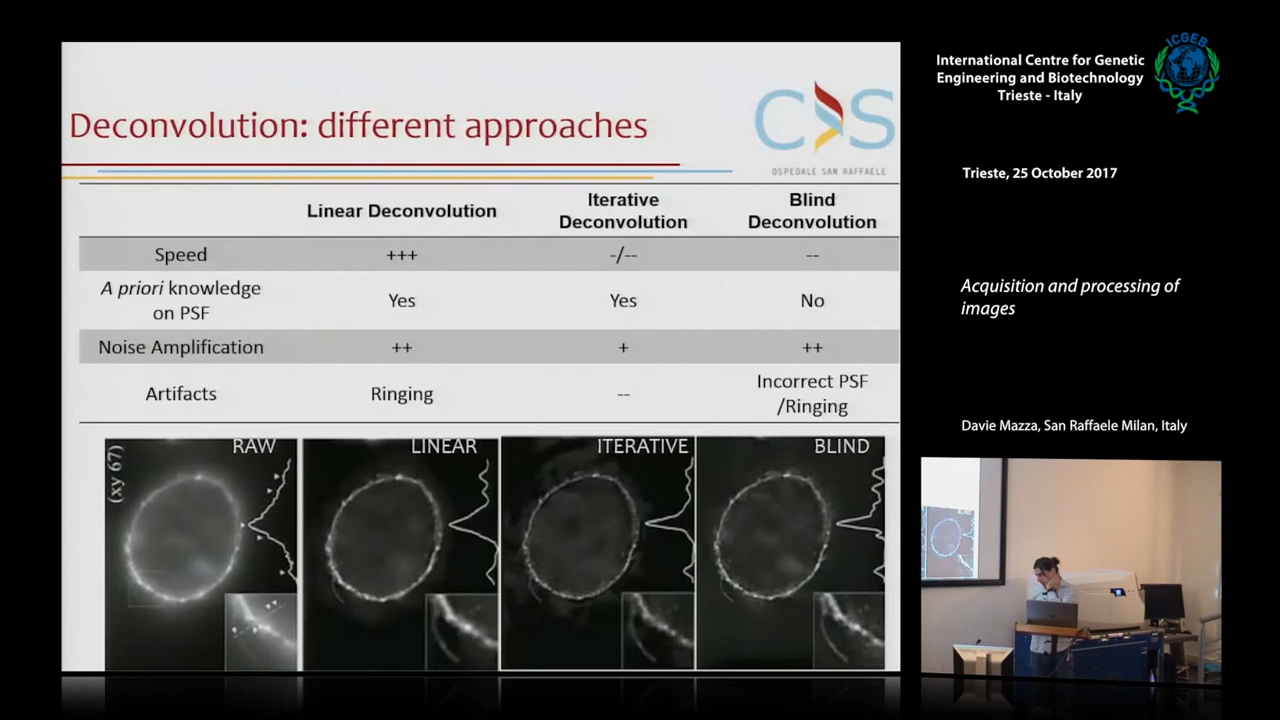 Deconvolution: different approaches
OSPEDALE SAN RAFFAELE
Linear Deconvolution
Iterative
Deconvolution
Blind
Deconvolution
Speed
+++
-/--
--
A priori knowledge
on PSF
Yes
Yes
No
Noise Amplification
++
+
++
Artifacts
Ringing
--
Incorrect PSF
/Ringing
(xy 67)
RAW
LINEAR
ITERATIVE
BLIND
ICGEB
International Centre for Genetic
Engineering and Biotechnology
Trieste - Italy
Trieste, 25 October 2017
Acquisition and processing of
images
Davie Mazza, San Raffaele Milan, Italy